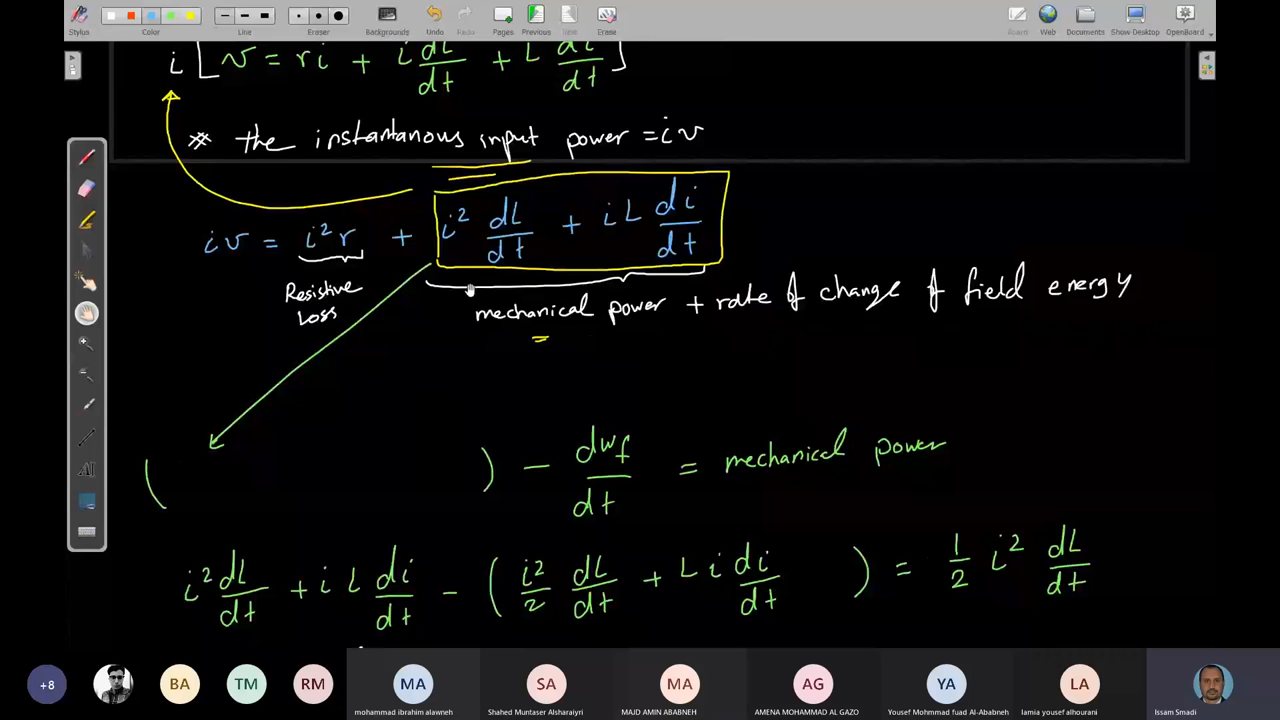 Stylus Color Line Eraser Backgrounds Undo Redo Pages Previous Next Erase Board Web Documents Show Desktop OpenBoard
i [ v = ri + i dL/dt + L di/dt ]
* the instantanous input power = iv
iv = i² r + i² dL/dt + i L di/dt
Resistive
Loss
mechanical power + rate of change of field energy
( ) - dwf/dt = mechanical power
i² dL/dt + i L di/dt - ( i²/2 dL/dt + L i di/dt ) = 1/2 i² dL/dt
+8 BA TM RM MA SA MA AG YA LA
mohammad ibrahim alawneh Shahed Muntaser Alsharaiyri MAJD AMIN ABABNEH AMENA MOHAMMAD AL GAZO Yousef Mohmmad fuad Al-Ababneh lamia yousef alhourani Issam Smadi